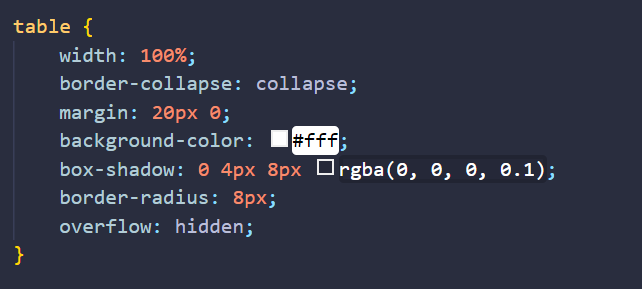 table {
    width: 100%;
    border-collapse: collapse;
    margin: 20px 0;
    background-color: #fff;
    box-shadow: 0 4px 8px rgba(0, 0, 0, 0.1);
    border-radius: 8px;
    overflow: hidden;
}